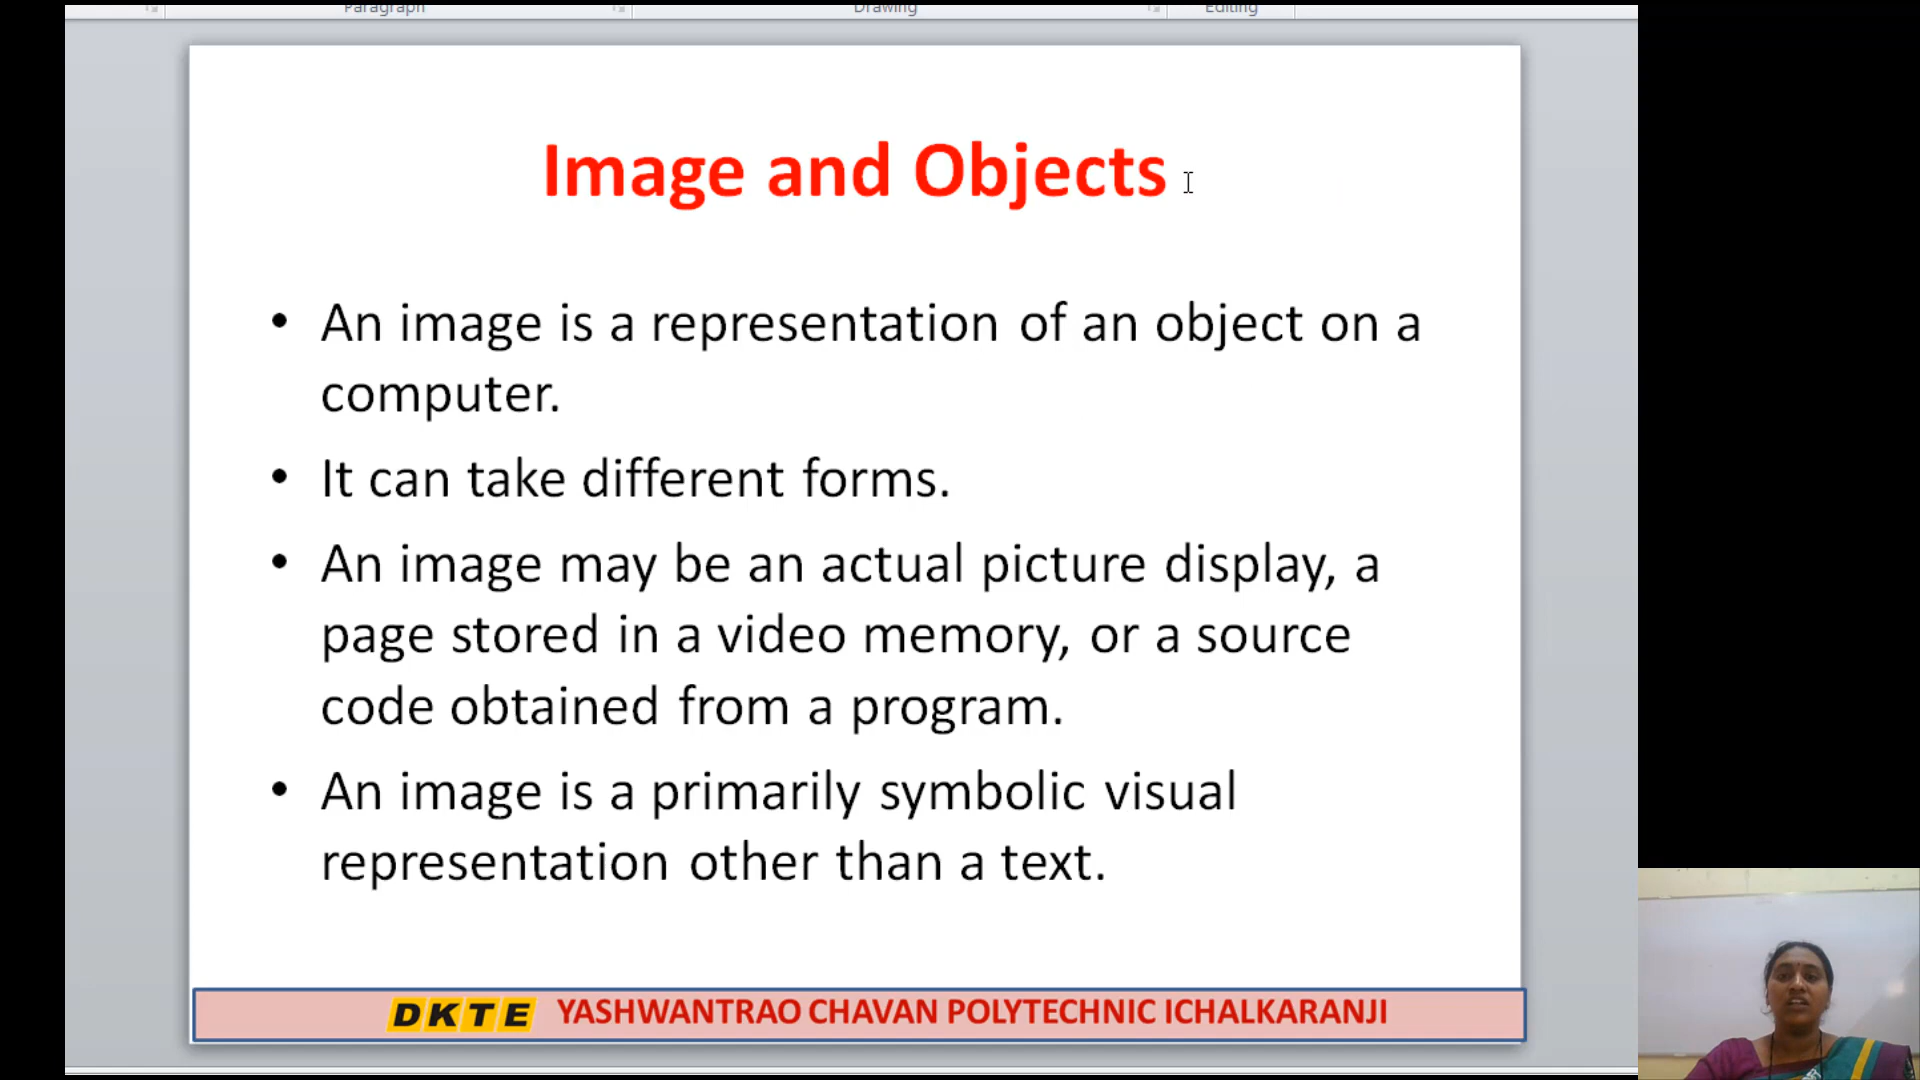 Paragraph
Drawing
Editing
Image and Objects
• An image is a representation of an object on a
computer.
• It can take different forms.
• An image may be an actual picture display, a
page stored in a video memory, or a source
code obtained from a program.
• An image is a primarily symbolic visual
representation other than a text.
DKTE YASHWANTRAO CHAVAN POLYTECHNIC ICHALKARANJI